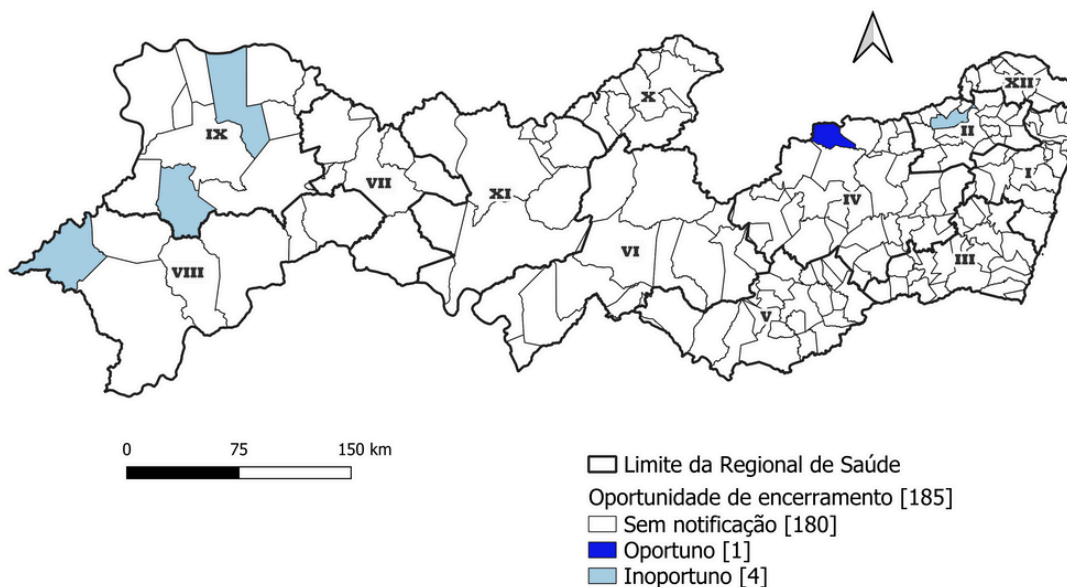 X
XII
IX
II
VII
I
XI
IV
VI
III
VIII
V
0 75 150 km
Limite da Regional de Saúde
Oportunidade de encerramento [185]
Sem notificação [180]
Oportuno [1]
Inoportuno [4]